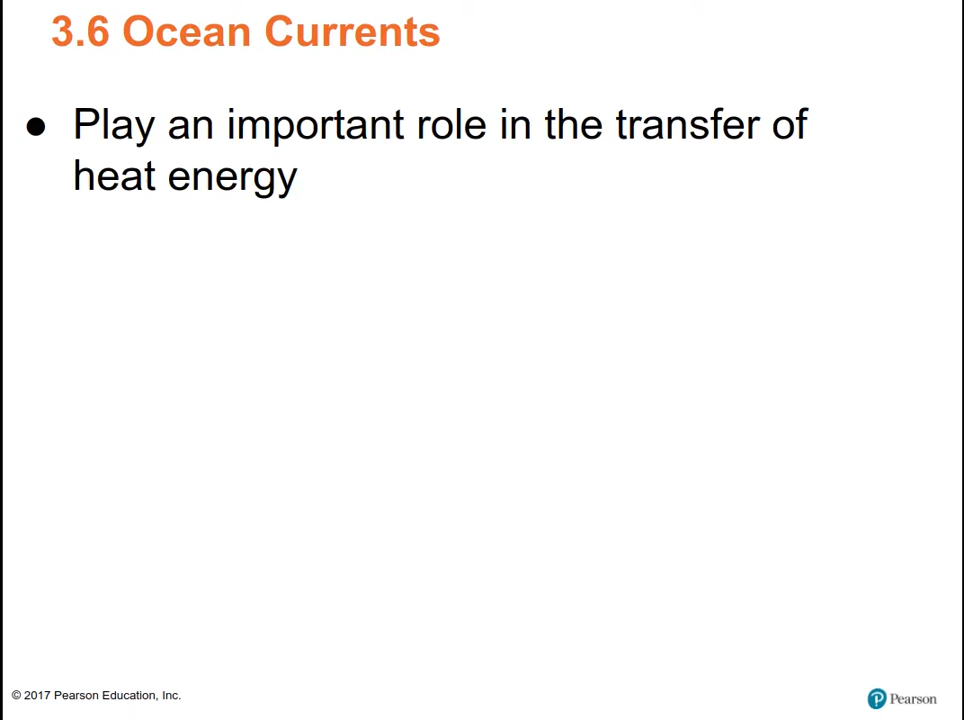 3.6 Ocean Currents
● Play an important role in the transfer of
heat energy
© 2017 Pearson Education, Inc.
P Pearson